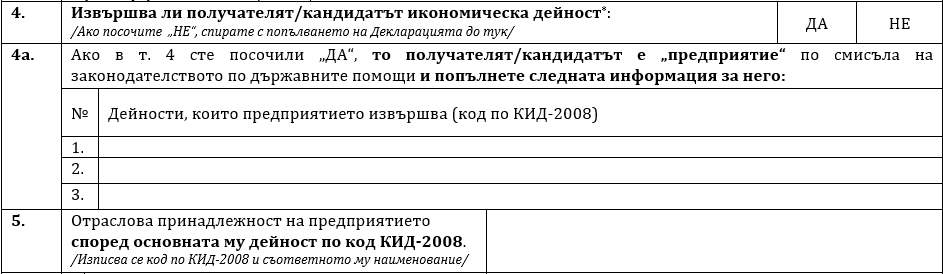 4. Извършва ли получателят/кандидатът икономическа дейност*:
/Ако посочите „НЕ“, спирате с попълването на Декларацията до тук/
ДА НЕ
4а. Ако в т. 4 сте посочили „ДА“, то получателят/кандидатът е „предприятие“ по смисъла на
законодателството по държавните помощи и попълнете следната информация за него:
№ Дейности, които предприятието извършва (код по КИД-2008)
1.
2.
3.
5. Отраслова принадлежност на предприятието
според основната му дейност по код КИД-2008.
/Изписва се код по КИД-2008 и съответното му наименование/